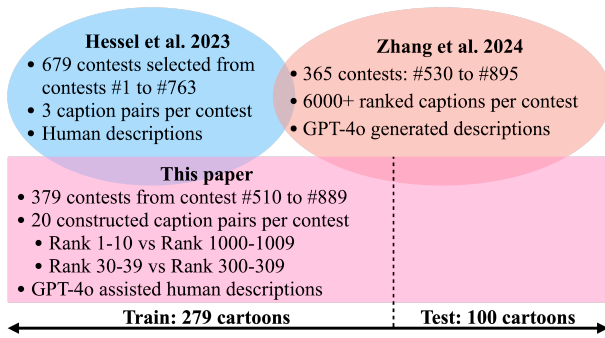 Hessel et al. 2023
• 679 contests selected from
contests #1 to #763
• 3 caption pairs per contest
• Human descriptions
Zhang et al. 2024
• 365 contests: #530 to #895
• 6000+ ranked captions per contest
• GPT-4o generated descriptions
This paper
• 379 contests from contest #510 to #889
• 20 constructed caption pairs per contest
• Rank 1-10 vs Rank 1000-1009
• Rank 30-39 vs Rank 300-309
• GPT-4o assisted human descriptions
Train: 279 cartoons
Test: 100 cartoons